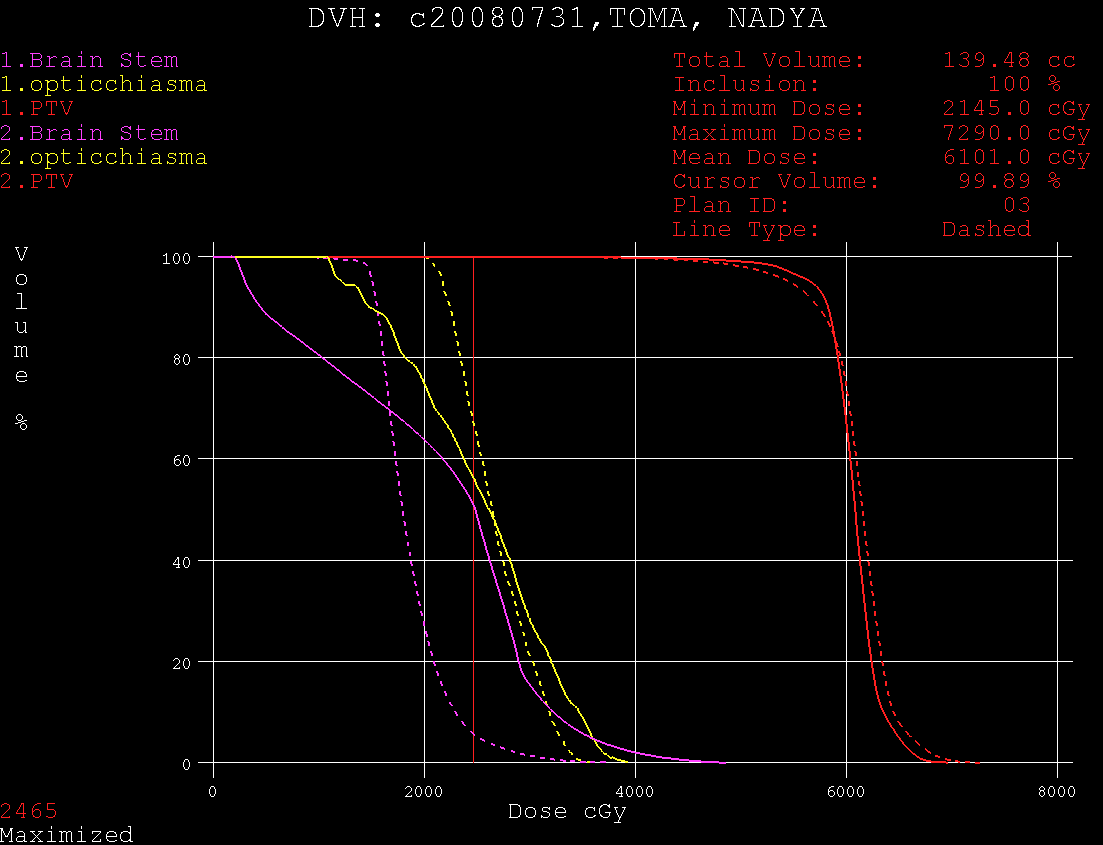 DVH: c20080731,TOMA, NADYA
1.Brain Stem
1.opticchiasma
1.PTV
2.Brain Stem
2.opticchiasma
2.PTV
Total Volume: 139.48 cc
Inclusion: 100 %
Minimum Dose: 2145.0 cGy
Maximum Dose: 7290.0 cGy
Mean Dose: 6101.0 cGy
Cursor Volume: 99.89 %
Plan ID: 03
Line Type: Dashed
Volume %
100
80
60
40
20
0
0 2000 4000 6000 8000
Dose cGy
2465
Maximized